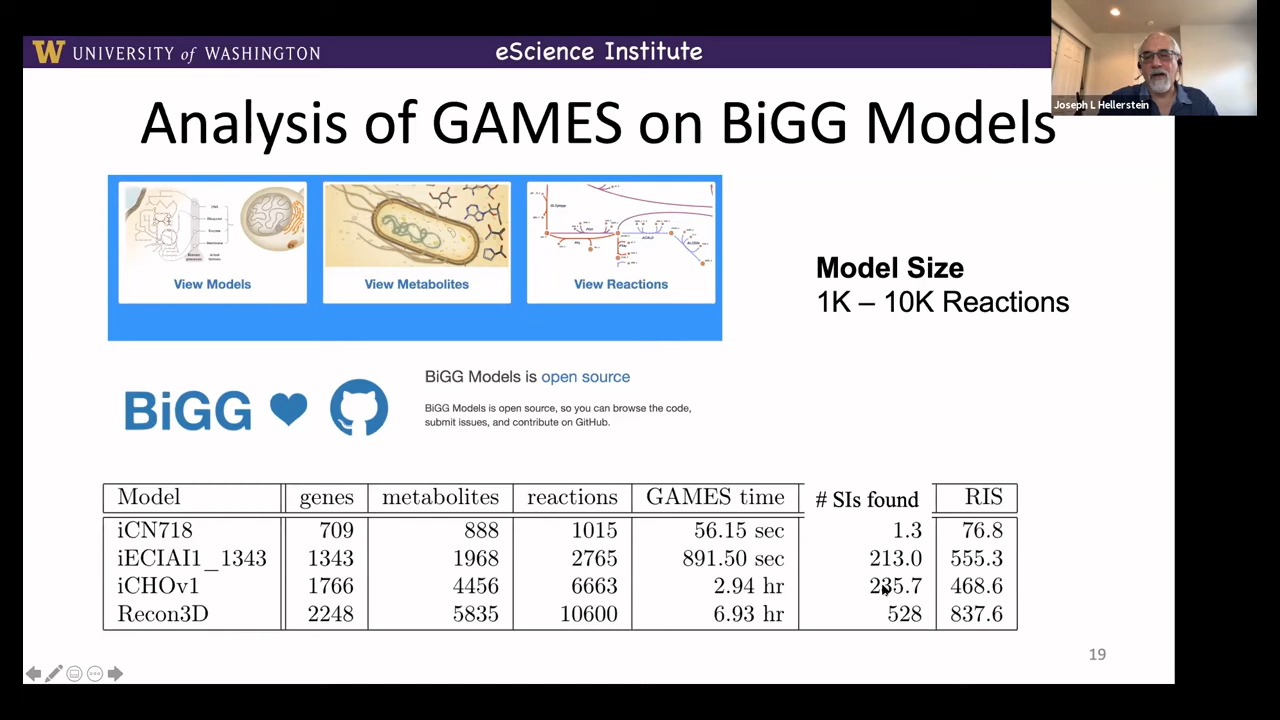 W UNIVERSITY of WASHINGTON
eScience Institute
Joseph L Hellerstein
Analysis of GAMES on BiGG Models
View Models
View Metabolites
View Reactions
Model Size
1K – 10K Reactions
BiGG
BiGG Models is open source
BiGG Models is open source, so you can browse the code,
submit issues, and contribute on GitHub.
Model genes metabolites reactions GAMES time # SIs found RIS
iCN718 709 888 1015 56.15 sec 1.3 76.8
iECIAI1_1343 1343 1968 2765 891.50 sec 213.0 555.3
iCHOv1 1766 4456 6663 2.94 hr 235.7 468.6
Recon3D 2248 5835 10600 6.93 hr 528 837.6
19